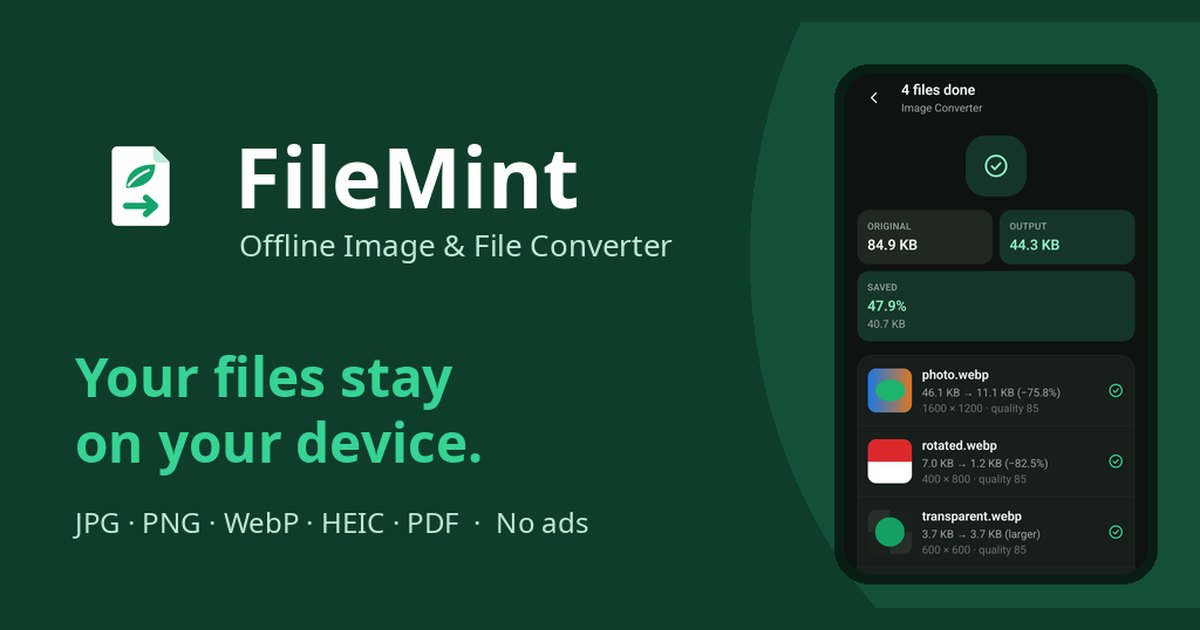 FileMint
Offline Image & File Converter
Your files stay
on your device.
JPG · PNG · WebP · HEIC · PDF · No ads
4 files done
Image Converter
ORIGINAL
84.9 KB
OUTPUT
44.3 KB
SAVED
47.9%
40.7 KB
photo.webp
46.1 KB → 11.1 KB (−75.8%)
1600 × 1200 · quality 85
rotated.webp
7.0 KB → 1.2 KB (−82.5%)
400 × 800 · quality 85
transparent.webp
3.7 KB → 3.7 KB (larger)
600 × 600 · quality 85